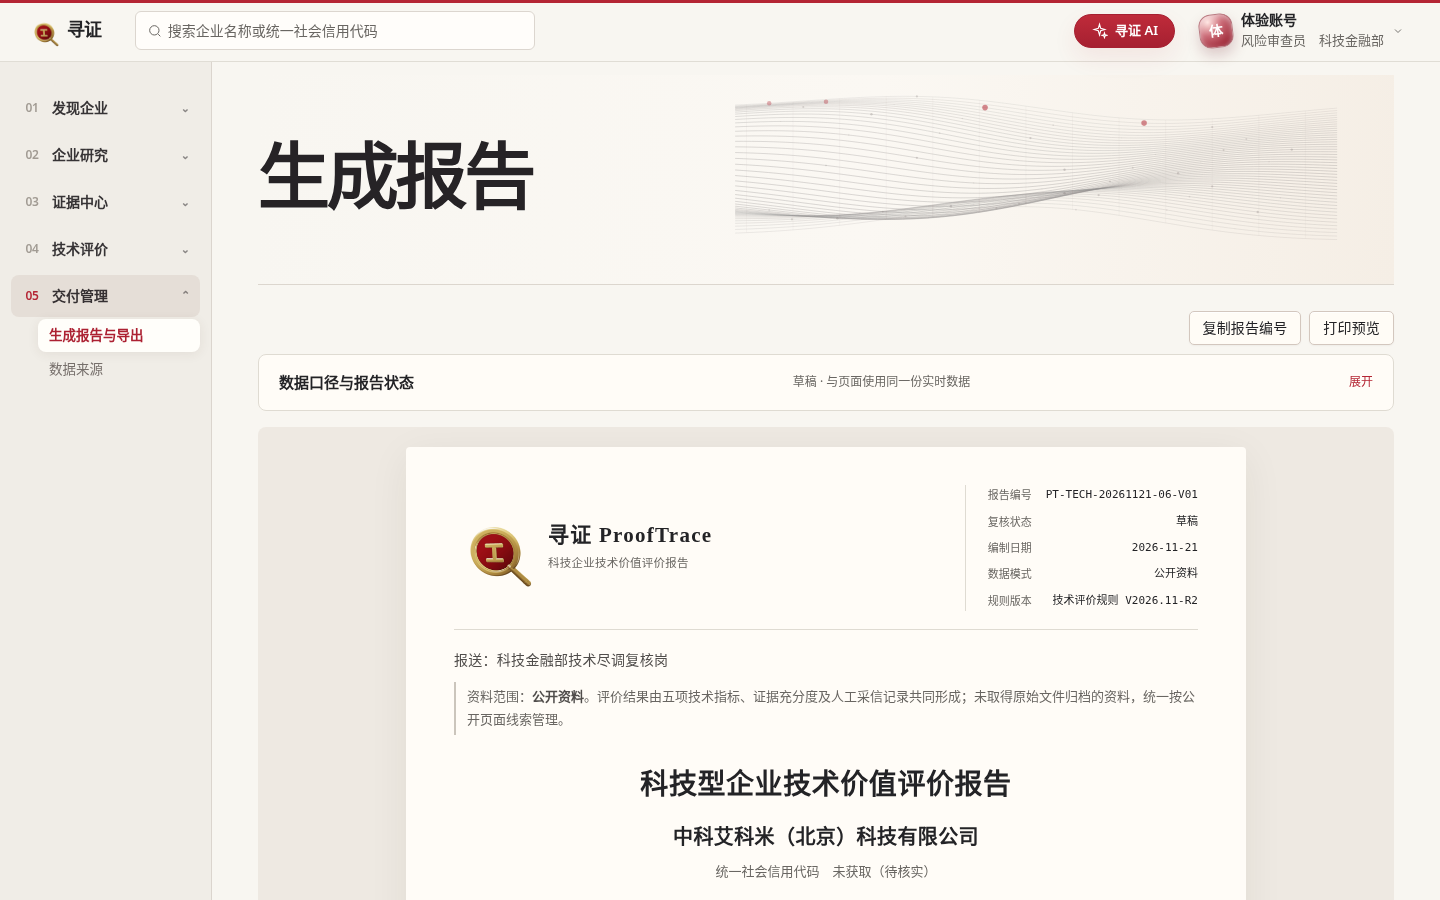 寻证
搜索企业名称或统一社会信用代码
寻证 AI
体
体验账号
风险审查员 科技金融部
01 发现企业
02 企业研究
03 证据中心
04 技术评价
05 交付管理
生成报告与导出
数据来源
生成报告
复制报告编号
打印预览
数据口径与报告状态
草稿 · 与页面使用同一份实时数据
展开
寻证 ProofTrace
科技企业技术价值评价报告
报告编号 PT-TECH-20261121-06-V01
复核状态 草稿
编制日期 2026-11-21
数据模式 公开资料
规则版本 技术评价规则 V2026.11-R2
报送：科技金融部技术尽调复核岗
资料范围：公开资料。评价结果由五项技术指标、证据充分度及人工采信记录共同形成；未取得原始文件归档的资料，统一按公
开页面线索管理。
科技型企业技术价值评价报告
中科艾科米（北京）科技有限公司
统一社会信用代码 未获取（待核实）